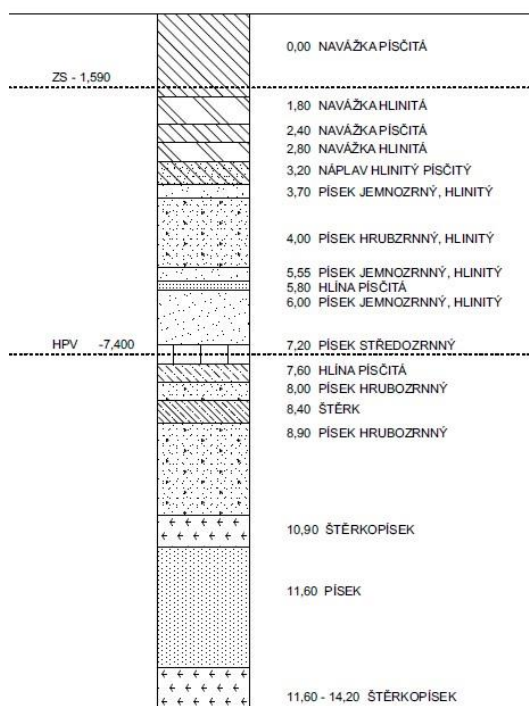 0,00 NAVÁŽKA PÍSČITÁ
ZS - 1,590
1,80 NAVÁŽKA HLINITÁ
2,40 NAVÁŽKA PÍSČITÁ
2,80 NAVÁŽKA HLINITÁ
3,20 NÁPLAV HLINITÝ PÍSČITÝ
3,70 PÍSEK JEMNOZRNÝ, HLINITÝ
4,00 PÍSEK HRUBZRNNÝ, HLINITÝ
5,55 PÍSEK JEMNOZRNNÝ, HLINITÝ
5,80 HLÍNA PÍSČITÁ
6,00 PÍSEK JEMNOZRNNÝ, HLINITÝ
HPV -7,400
7,20 PÍSEK STŘEDOZRNNÝ
7,60 HLÍNA PÍSČITÁ
8,00 PÍSEK HRUBOZRNNÝ
8,40 ŠTĚRK
8,90 PÍSEK HRUBOZRNNÝ
10,90 ŠTĚRKOPÍSEK
11,60 PÍSEK
11,60 - 14,20 ŠTĚRKOPÍSEK